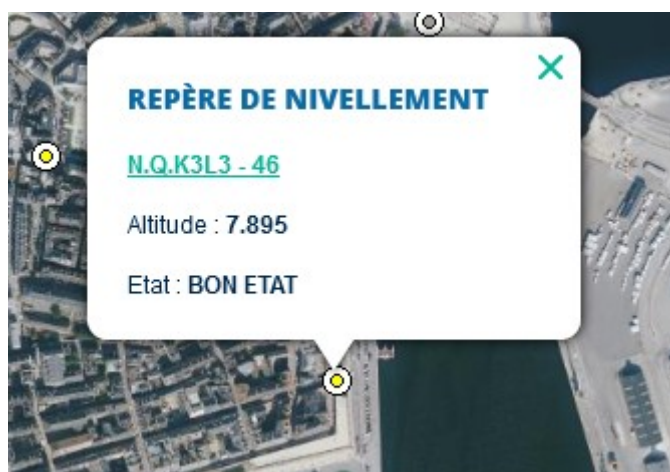 REPÈRE DE NIVELLEMENT
N.Q.K3L3 - 46
Altitude : 7.895
Etat : BON ETAT